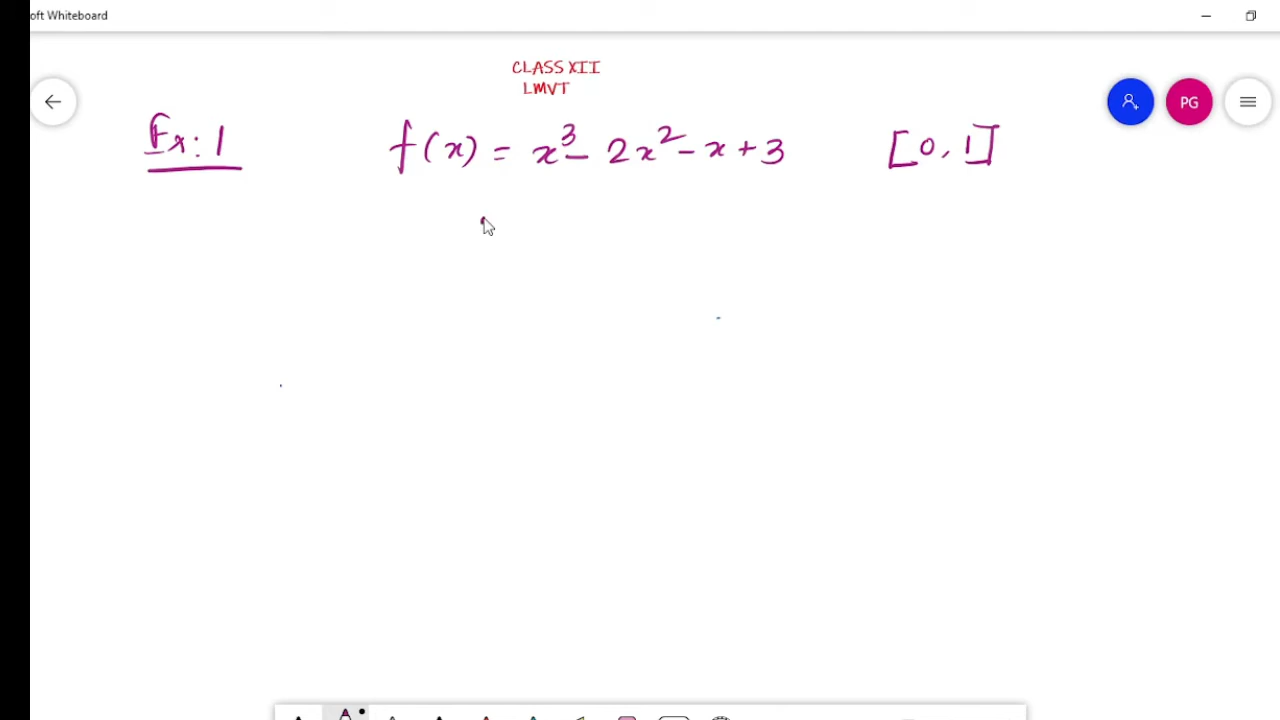 oft Whiteboard
CLASS XII
LMVT
Ex: 1 f(x) = x³ - 2x² - x + 3 [0, 1]
PG